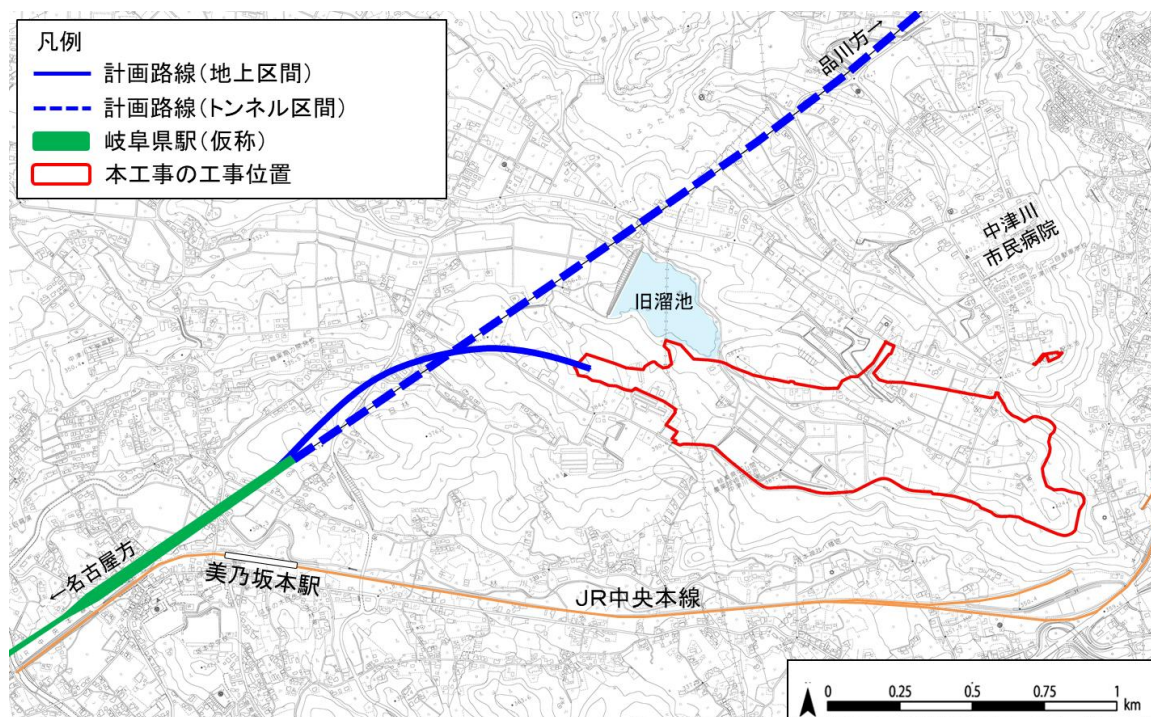 凡例
計画路線(地上区間)
計画路線(トンネル区間)
岐阜県駅(仮称)
本工事の工事位置
品川方→
中津川
市民病院
旧溜池
←名古屋方
美乃坂本駅
JR中央本線
0 0.25 0.5 0.75 1
km